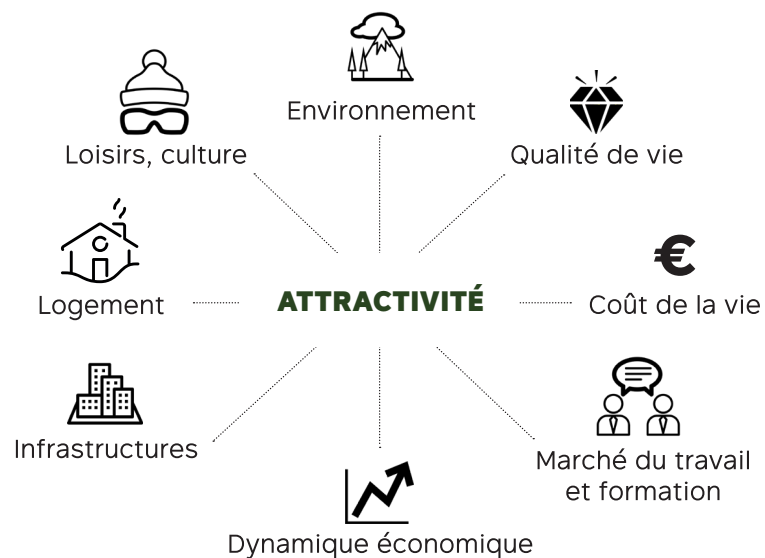 Environnement
Loisirs, culture
Qualité de vie
Logement
ATTRACTIVITÉ
€
Coût de la vie
Infrastructures
Marché du travail
et formation
Dynamique économique